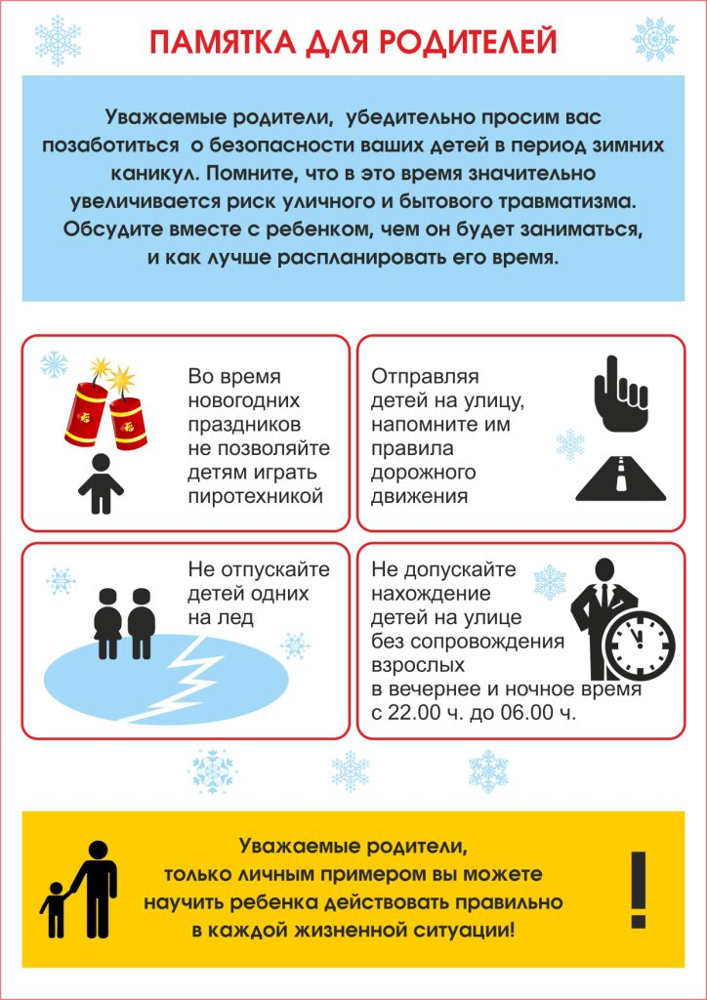 ПАМЯТКА ДЛЯ РОДИТЕЛЕЙ
Уважаемые родители, убедительно просим вас
позаботиться о безопасности ваших детей в период зимних
каникул. Помните, что в это время значительно
увеличивается риск уличного и бытового травматизма.
Обсудите вместе с ребенком, чем он будет заниматься,
и как лучше распланировать его время.
Во время
новогодних
праздников
не позволяйте
детям играть
пиротехникой
Отправляя
детей на улицу,
напомните им
правила
дорожного
движения
Не отпускайте
детей одних
на лед
Не допускайте
нахождение
детей на улице
без сопровождения
взрослых
в вечернее и ночное время
с 22.00 ч. до 06.00 ч.
Уважаемые родители,
только личным примером вы можете
научить ребенка действовать правильно
в каждой жизненной ситуации!
!